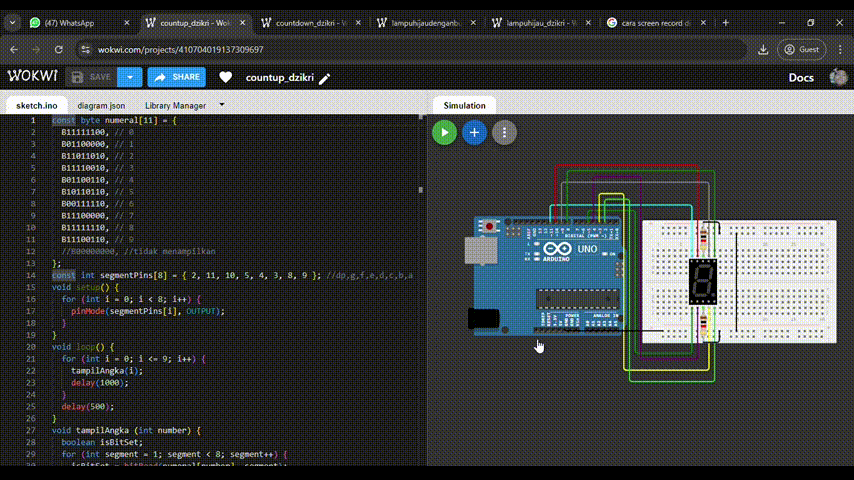 (47) WhatsApp
countup_dzikri - Wok
countdown_dzikri - W
lampuhijaudenganbu
lampuhijau_dzikri - W
cara screen record di
wokwi.com/projects/410704019137309697
Guest
WOKWI
SAVE
SHARE
countup_dzikri
Docs
sketch.ino
diagram.json
Library Manager
Simulation
1 const byte numeral[11] = {
2 B11111100, // 0
3 B01100000, // 1
4 B11011010, // 2
5 B11110010, // 3
6 B01100110, // 4
7 B10110110, // 5
8 B00111110, // 6
9 B11100000, // 7
10 B11111110, // 8
11 B11100110, // 9
12 //B00000000, //tidak menampilkan
13 };
14 const int segmentPins[8] = { 2, 11, 10, 5, 4, 3, 8, 9 }; //dp,g,f,e,d,c,b,a
15 void setup() {
16 for (int i = 0; i < 8; i++) {
17 pinMode(segmentPins[i], OUTPUT);
18 }
19 }
20 void loop() {
21 for (int i = 0; i <= 9; i++) {
22 tampilAngka(i);
23 delay(1000);
24 }
25 delay(500);
26 }
27 void tampilAngka (int number) {
28 boolean isBitSet;
29 for (int segment = 1; segment < 8; segment++) {
isBitSet = bitRead(numeral[number], segment);
DIGITAL (PWM ~)
UNO
ARDUINO
POWER
ANALOG IN